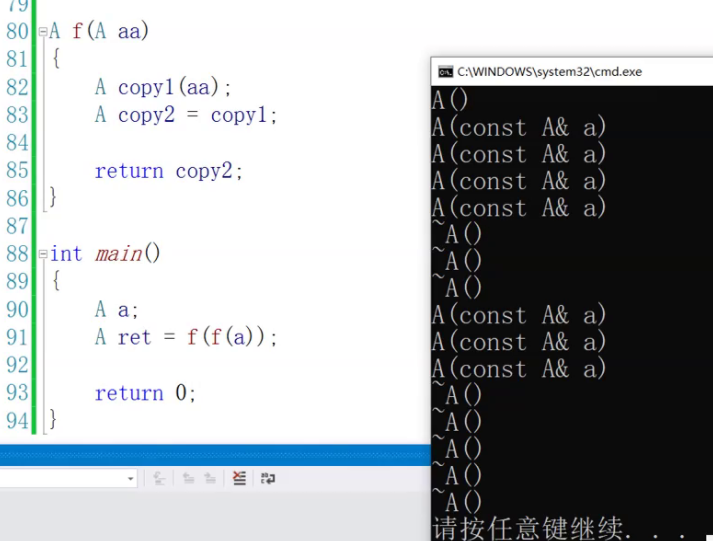 79
80 A f(A aa)
81 {
82 A copy1(aa);
83 A copy2 = copy1;
84
85 return copy2;
86 }
87
88 int main()
89 {
90 A a;
91 A ret = f(f(a));
92
93 return 0;
94 }
C:\WINDOWS\system32\cmd.exe
A()
A(const A& a)
A(const A& a)
A(const A& a)
A(const A& a)
~A()
~A()
~A()
A(const A& a)
A(const A& a)
A(const A& a)
~A()
~A()
~A()
~A()
~A()
请按任意键继续. . .